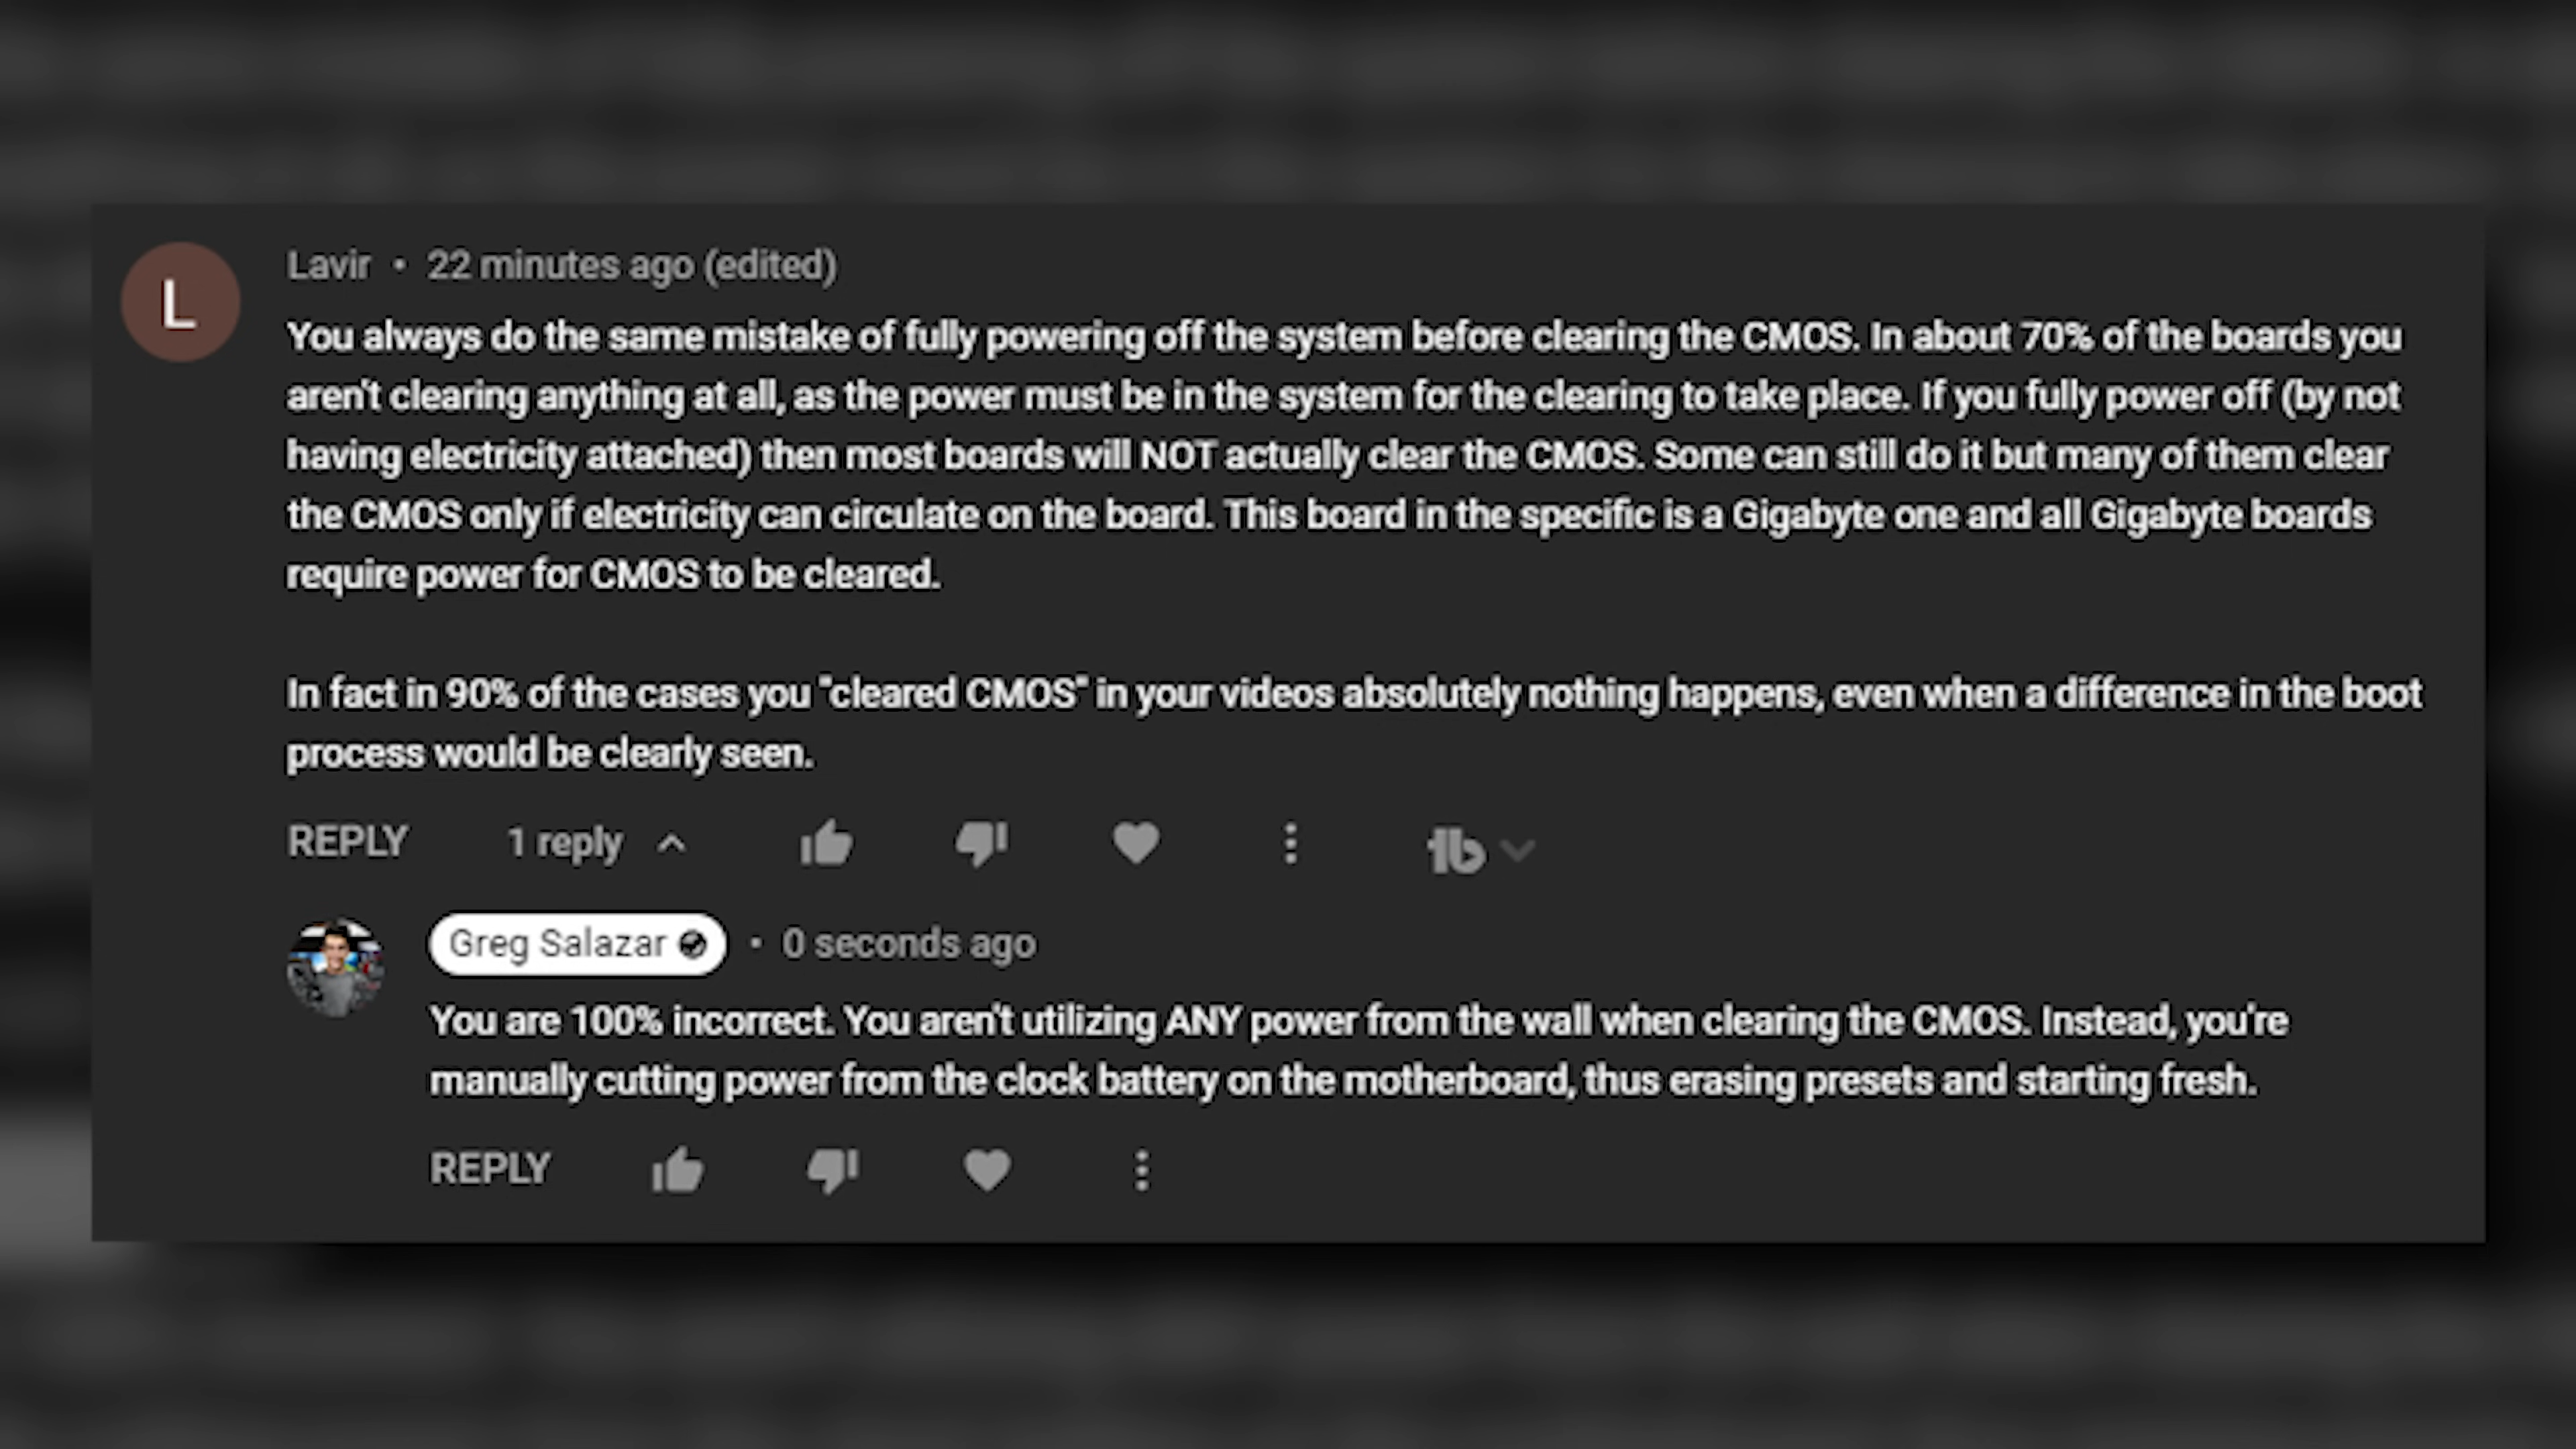 L
Lavir • 22 minutes ago (edited)
You always do the same mistake of fully powering off the system before clearing the CMOS. In about 70% of the boards you
aren't clearing anything at all, as the power must be in the system for the clearing to take place. If you fully power off (by not
having electricity attached) then most boards will NOT actually clear the CMOS. Some can still do it but many of them clear
the CMOS only if electricity can circulate on the board. This board in the specific is a Gigabyte one and all Gigabyte boards
require power for CMOS to be cleared.
In fact in 90% of the cases you "cleared CMOS" in your videos absolutely nothing happens, even when a difference in the boot
process would be clearly seen.
REPLY 1 reply
tb
Greg Salazar • 0 seconds ago
You are 100% incorrect. You aren't utilizing ANY power from the wall when clearing the CMOS. Instead, you're
manually cutting power from the clock battery on the motherboard, thus erasing presets and starting fresh.
REPLY